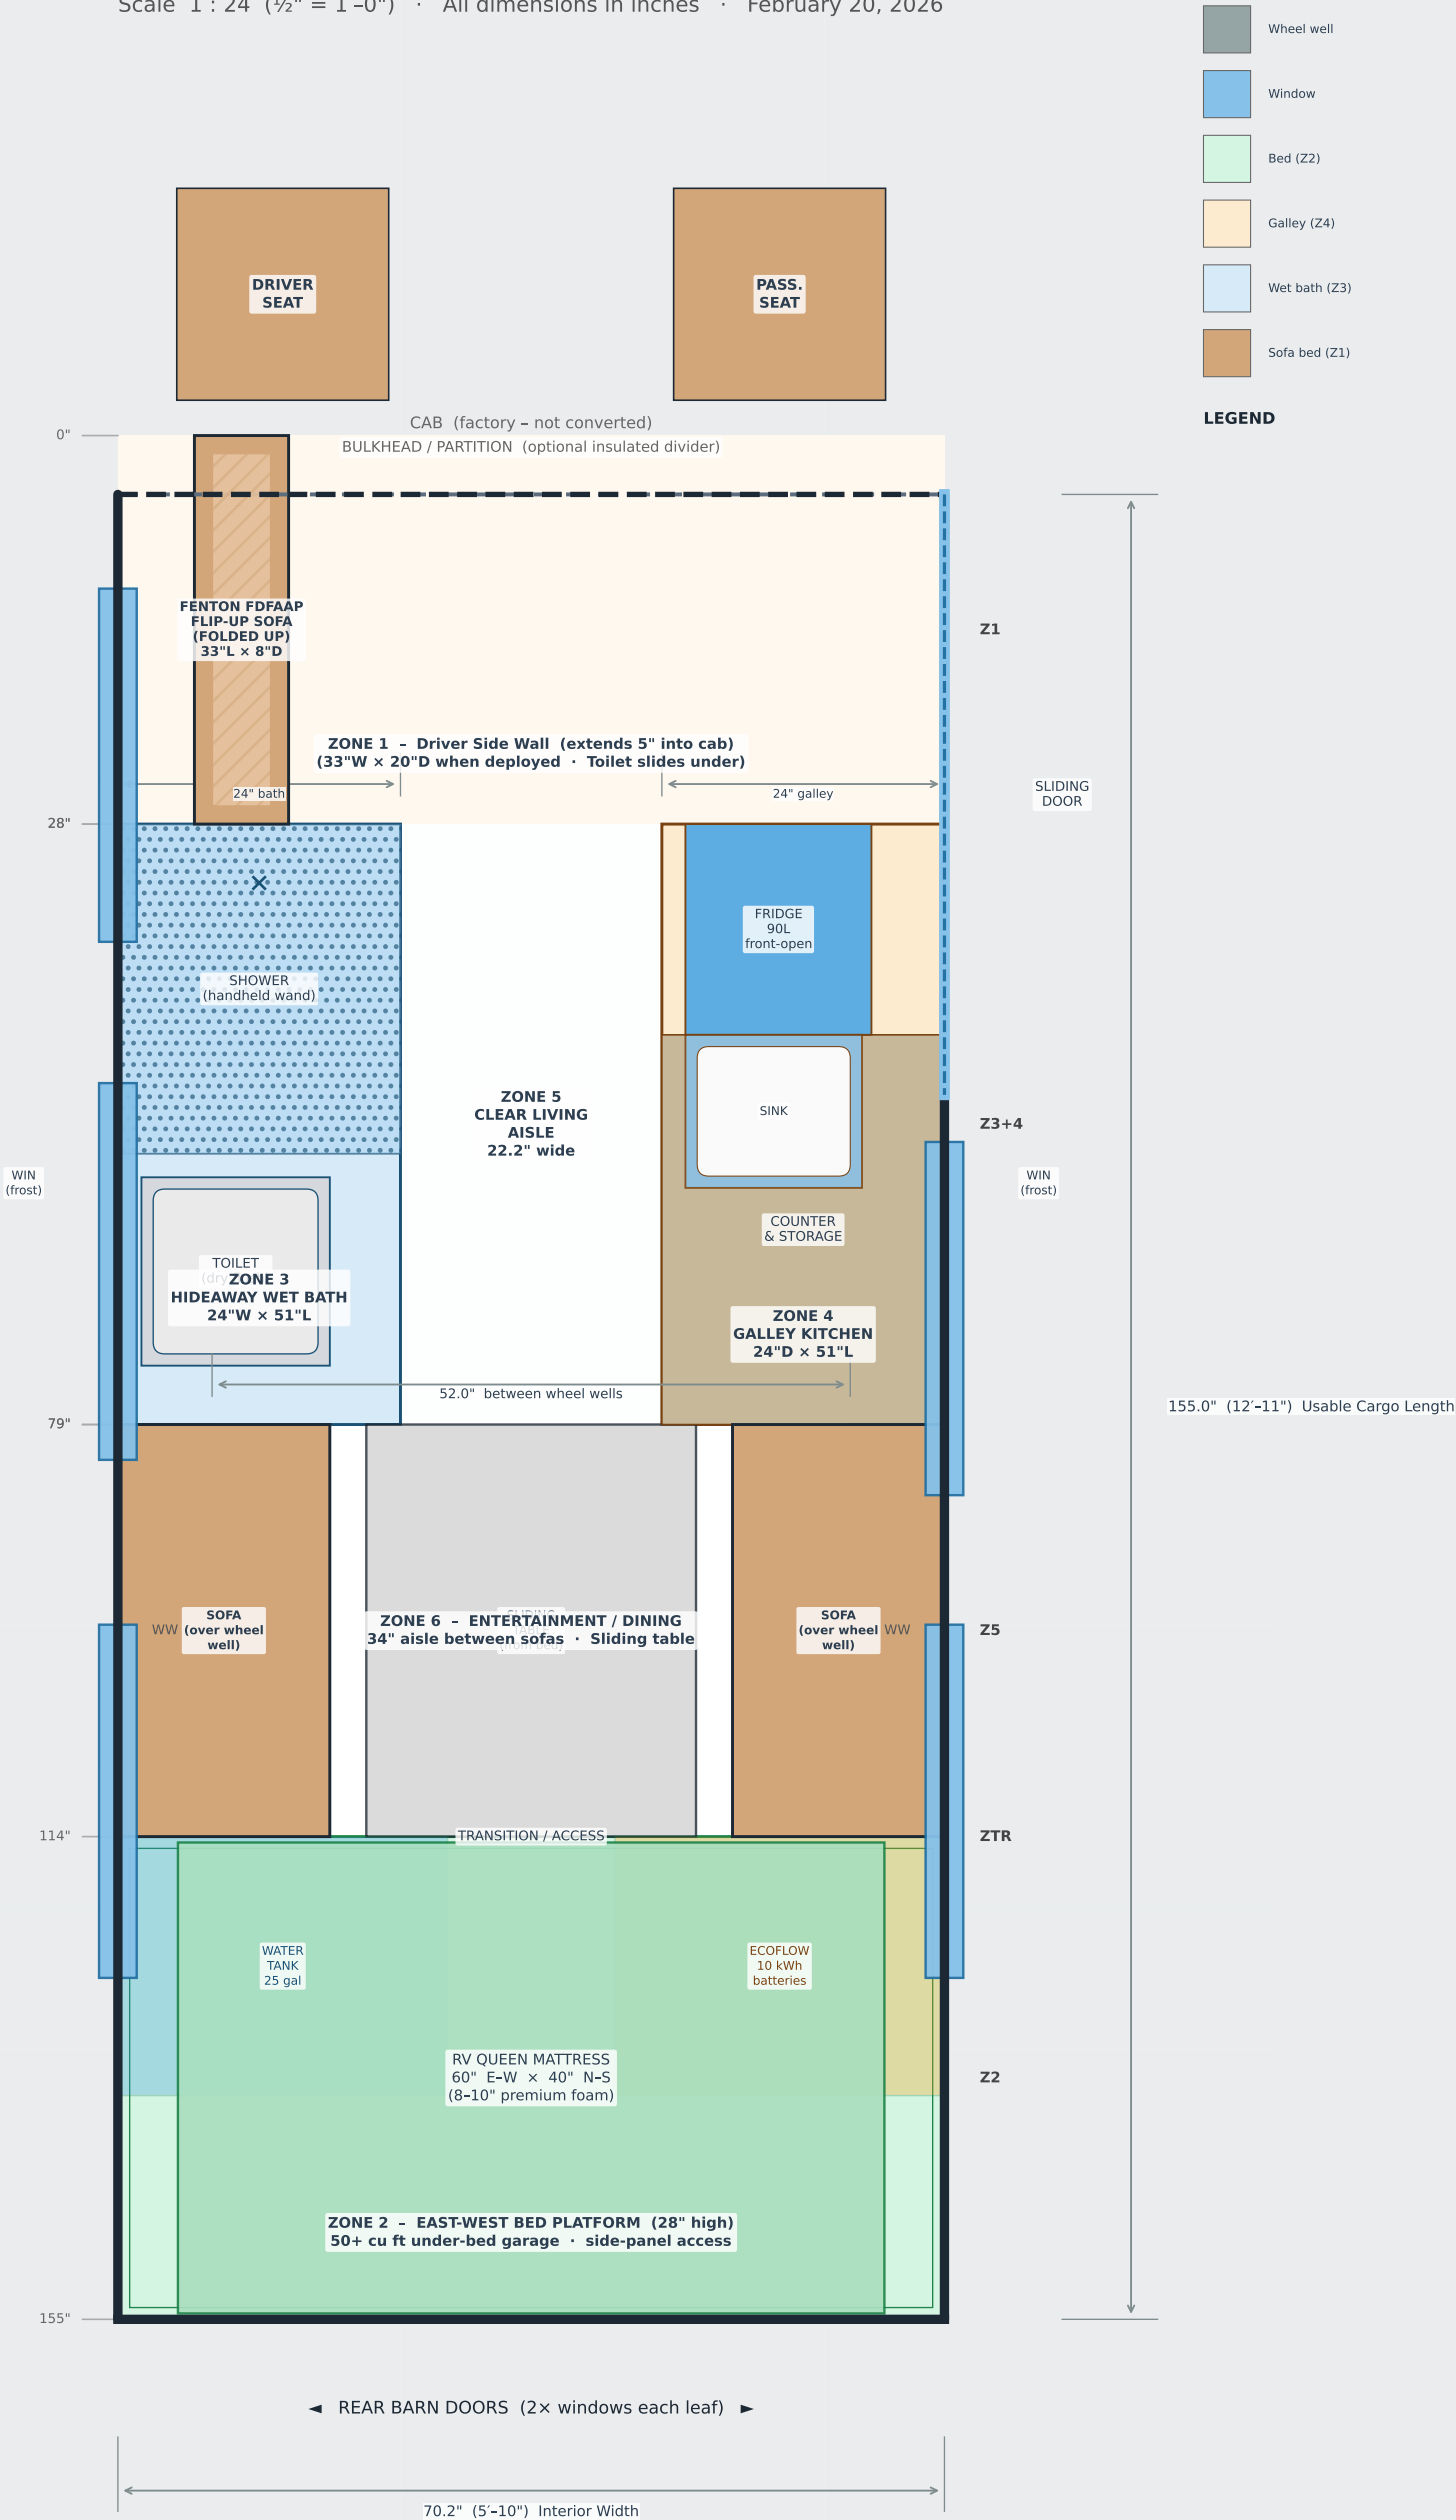 Scale 1 : 24 (½" = 1′–0") · All dimensions in inches · February 20, 2026
Wheel well
Window
Bed (Z2)
Galley (Z4)
Wet bath (Z3)
Sofa bed (Z1)
LEGEND
DRIVER
SEAT
PASS.
SEAT
CAB (factory – not converted)
0"
BULKHEAD / PARTITION (optional insulated divider)
FENTON FDFAAP
FLIP-UP SOFA
(FOLDED UP)
33"L × 8"D
Z1
ZONE 1 – Driver Side Wall (extends 5" into cab)
(33"W × 20"D when deployed · Toilet slides under)
24" bath
24" galley
SLIDING
DOOR
28"
FRIDGE
90L
front-open
SHOWER
(handheld wand)
ZONE 5
CLEAR LIVING
AISLE
22.2" wide
SINK
Z3+4
WIN
(frost)
WIN
(frost)
COUNTER
& STORAGE
TOILET
(dry
ZONE 3
HIDEAWAY WET BATH
24"W × 51"L
ZONE 4
GALLEY KITCHEN
24"D × 51"L
52.0" between wheel wells
155.0" (12′–11") Usable Cargo Length
79"
WW
SOFA
(over wheel
well)
ZONE 6 – ENTERTAINMENT / DINING
34" aisle between sofas · Sliding table
SOFA
(over wheel
well)
WW
Z5
114"
TRANSITION / ACCESS
ZTR
WATER
TANK
25 gal
ECOFLOW
10 kWh
batteries
RV QUEEN MATTRESS
60" E–W × 40" N–S
(8–10" premium foam)
Z2
ZONE 2 – EAST-WEST BED PLATFORM (28" high)
50+ cu ft under-bed garage · side-panel access
155"
◄ REAR BARN DOORS (2× windows each leaf) ►
70.2" (5′–10") Interior Width